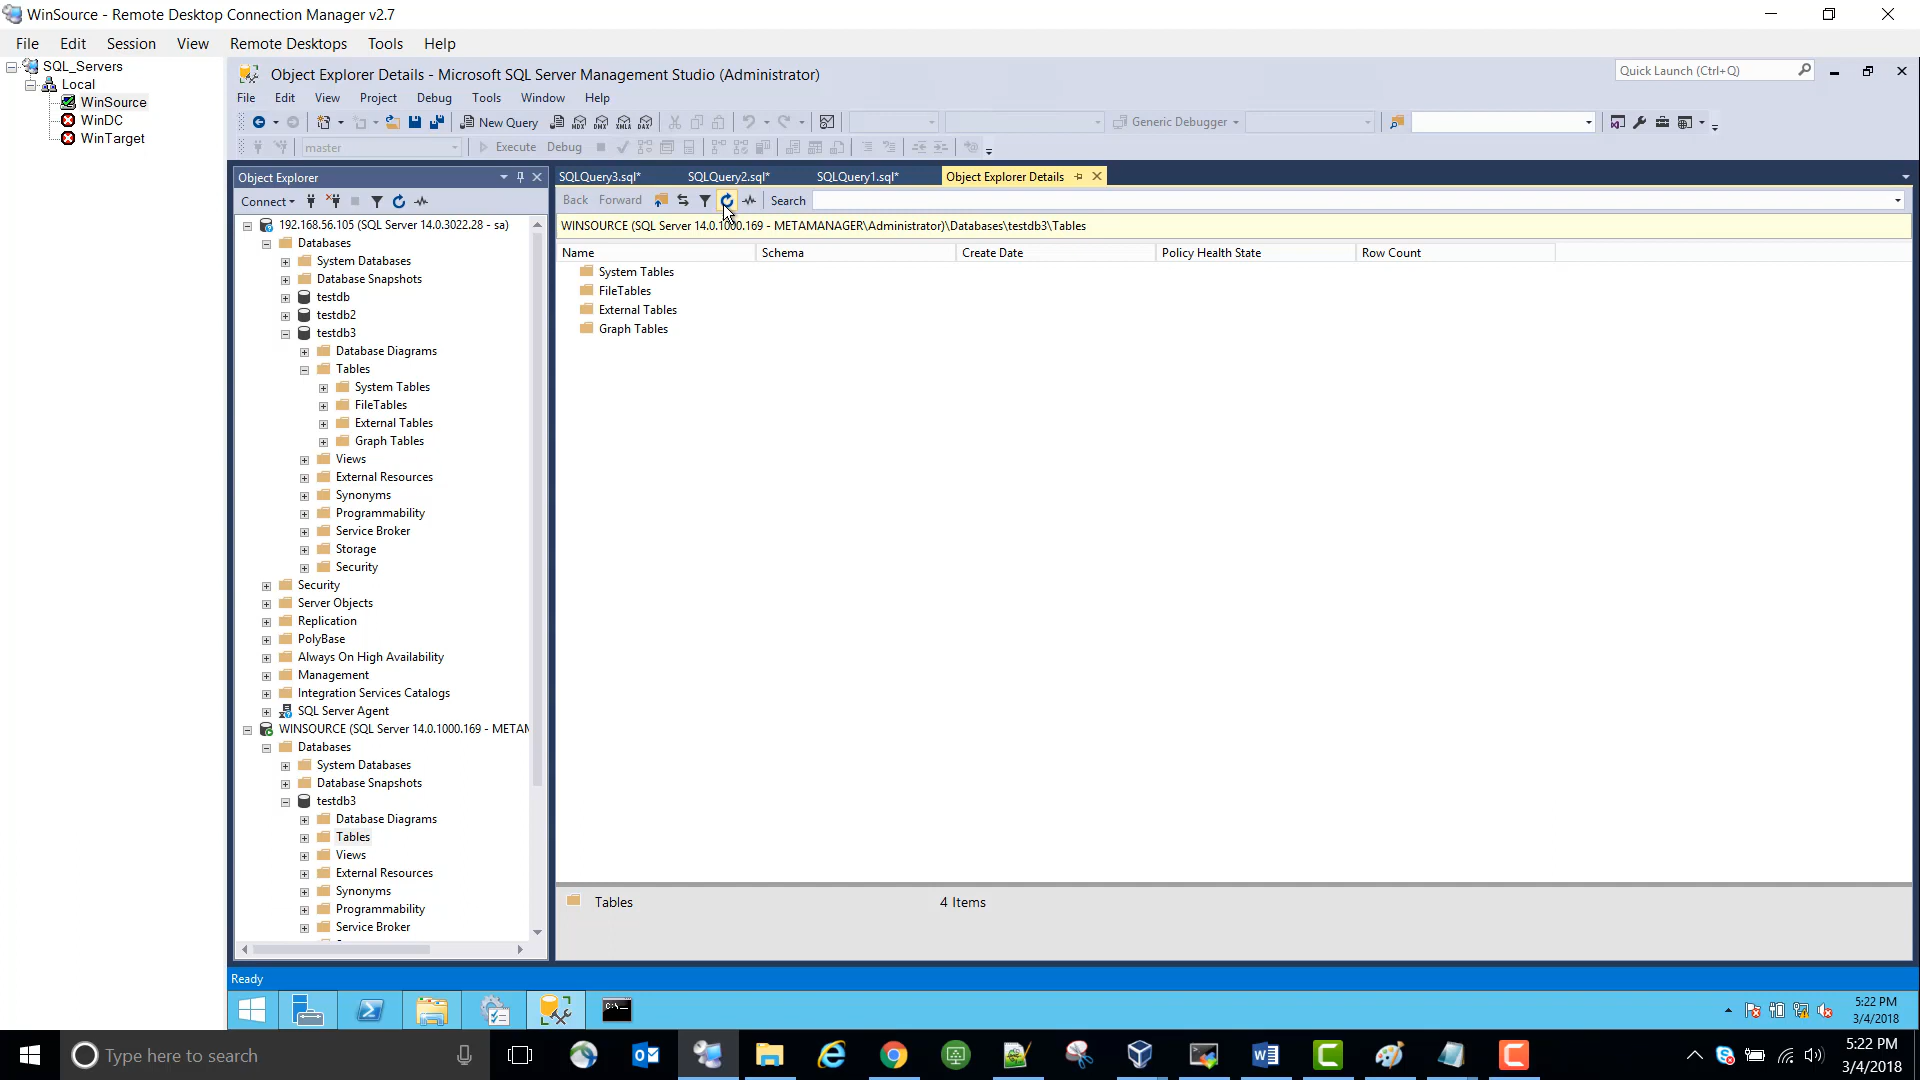 WinSource - Remote Desktop Connection Manager v2.7
File Edit Session View Remote Desktops Tools Help
SQL_Servers
Local
WinSource
WinDC
WinTarget
Object Explorer Details - Microsoft SQL Server Management Studio (Administrator)
Quick Launch (Ctrl+Q)
File Edit View Project Debug Tools Window Help
New Query
MDX DMX XMLA DAX
Generic Debugger
master
Execute Debug
Object Explorer
SQLQuery3.sql* SQLQuery2.sql* SQLQuery1.sql* Object Explorer Details
Connect
Back Forward Search
WINSOURCE (SQL Server 14.0.1000.169 - METAMANAGER\Administrator)\Databases\testdb3\Tables
Name Schema Create Date Policy Health State Row Count
System Tables
FileTables
External Tables
Graph Tables
192.168.56.105 (SQL Server 14.0.3022.28 - sa)
Databases
System Databases
Database Snapshots
testdb
testdb2
testdb3
Database Diagrams
Tables
System Tables
FileTables
External Tables
Graph Tables
Views
External Resources
Synonyms
Programmability
Service Broker
Storage
Security
Security
Server Objects
Replication
PolyBase
Always On High Availability
Management
Integration Services Catalogs
SQL Server Agent
WINSOURCE (SQL Server 14.0.1000.169 - METAM
Databases
System Databases
Database Snapshots
testdb3
Database Diagrams
Tables
Views
External Resources
Synonyms
Programmability
Service Broker
Tables 4 Items
Ready
5:22 PM
3/4/2018
Type here to search
5:22 PM
3/4/2018